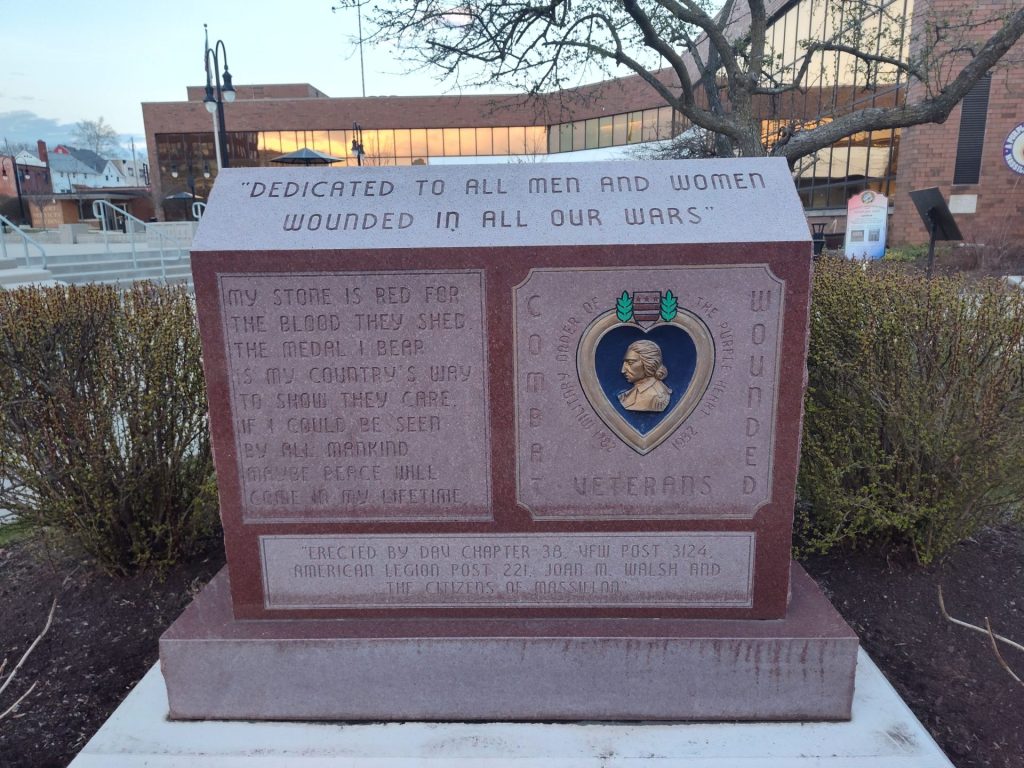 "DEDICATED TO ALL MEN AND WOMEN
WOUNDED IN ALL OUR WARS"
MY STONE IS RED FOR
THE BLOOD THEY SHED.
THE MEDAL I BEAR
IS MY COUNTRY'S WAY
TO SHOW THEY CARE.
IF I COULD BE SEEN
BY ALL MANKIND
MAYBE PEACE WILL
COME IN MY LIFETIME
COMBAT
WOUNDED
VETERANS
MILITARY ORDER OF THE PURPLE HEART
1782 1932
"ERECTED BY DAV CHAPTER 38, VFW POST 3124,
AMERICAN LEGION POST 221, JOAN M. WALSH AND
THE CITIZENS OF MASSILLON"